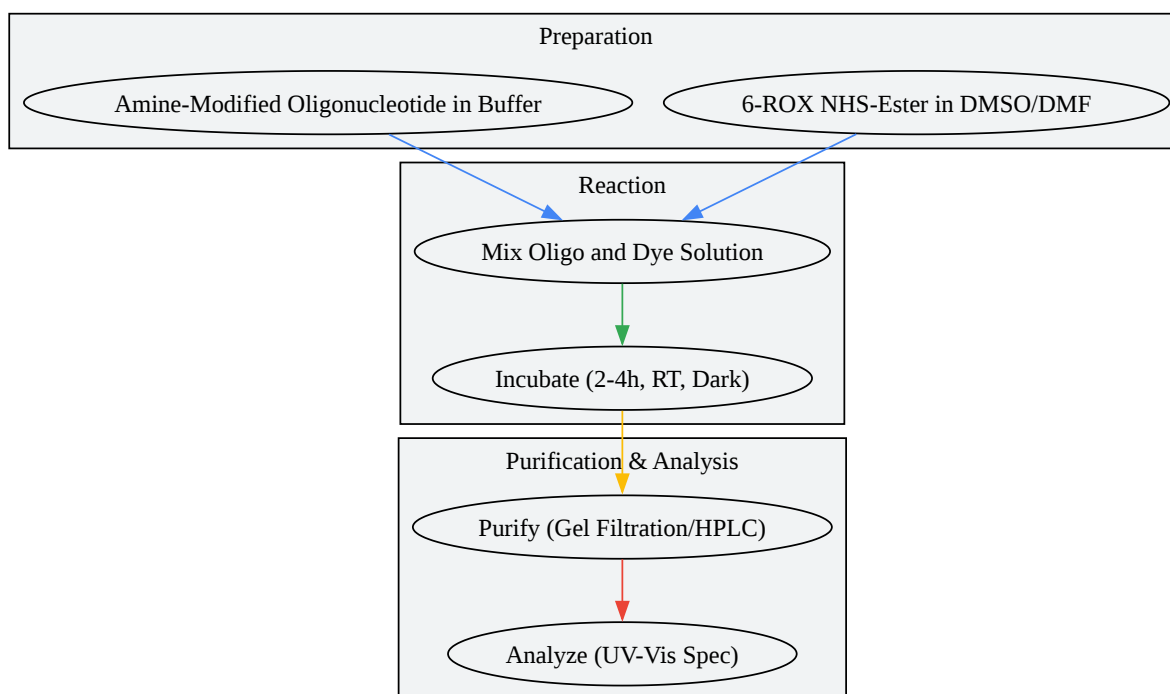 Preparation
Amine-Modified Oligonucleotide in Buffer
6-ROX NHS-Ester in DMSO/DMF
Reaction
Mix Oligo and Dye Solution
Incubate (2-4h, RT, Dark)
Purification & Analysis
Purify (Gel Filtration/HPLC)
Analyze (UV-Vis Spec)